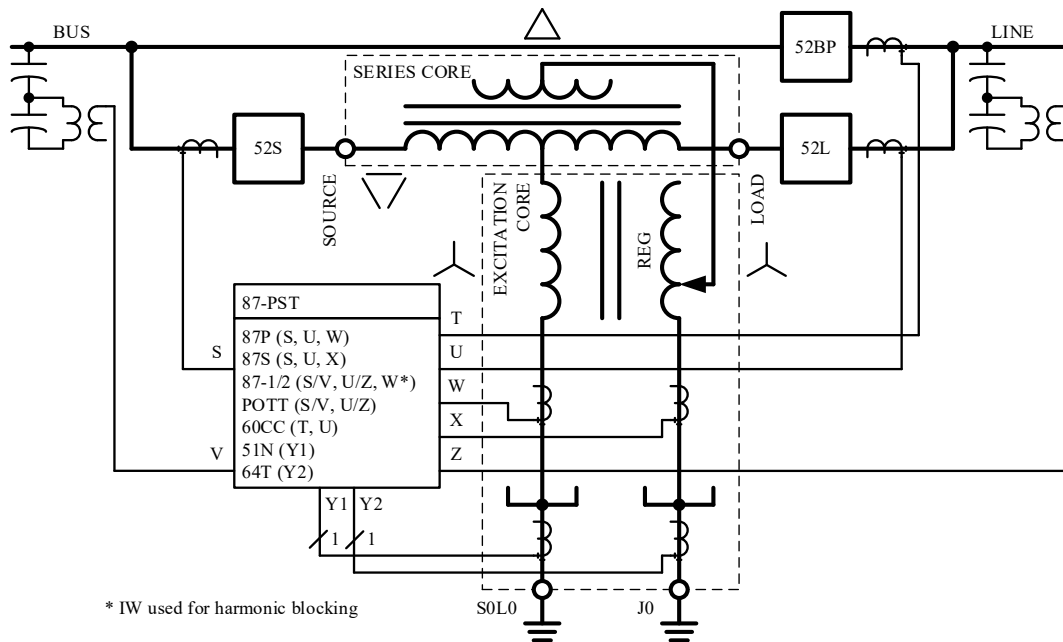 BUS
LINE
52BP
SERIES CORE
52S
52L
SOURCE
LOAD
EXCITATION
CORE
REG
87-PST
87P (S, U, W)
87S (S, U, X)
87-1/2 (S/V, U/Z, W*)
POTT (S/V, U/Z)
60CC (T, U)
51N (Y1)
64T (Y2)
S
V
T
U
W
X
Z
Y1
Y2
1
1
* IW used for harmonic blocking
S0L0
J0